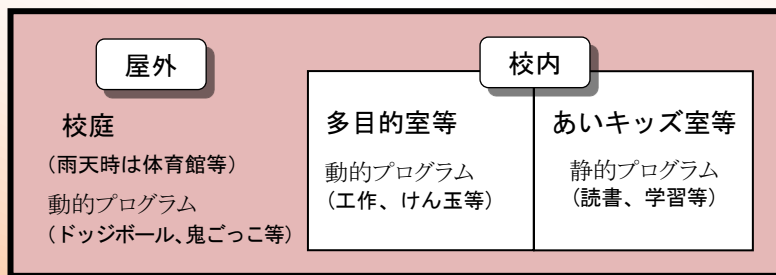 屋外
校庭
（雨天時は体育館等）
動的プログラム
（ドッジボール、鬼ごっこ等）
校内
多目的室等
動的プログラム
（工作、けん玉等）
あいキッズ室等
静的プログラム
（読書、学習等）